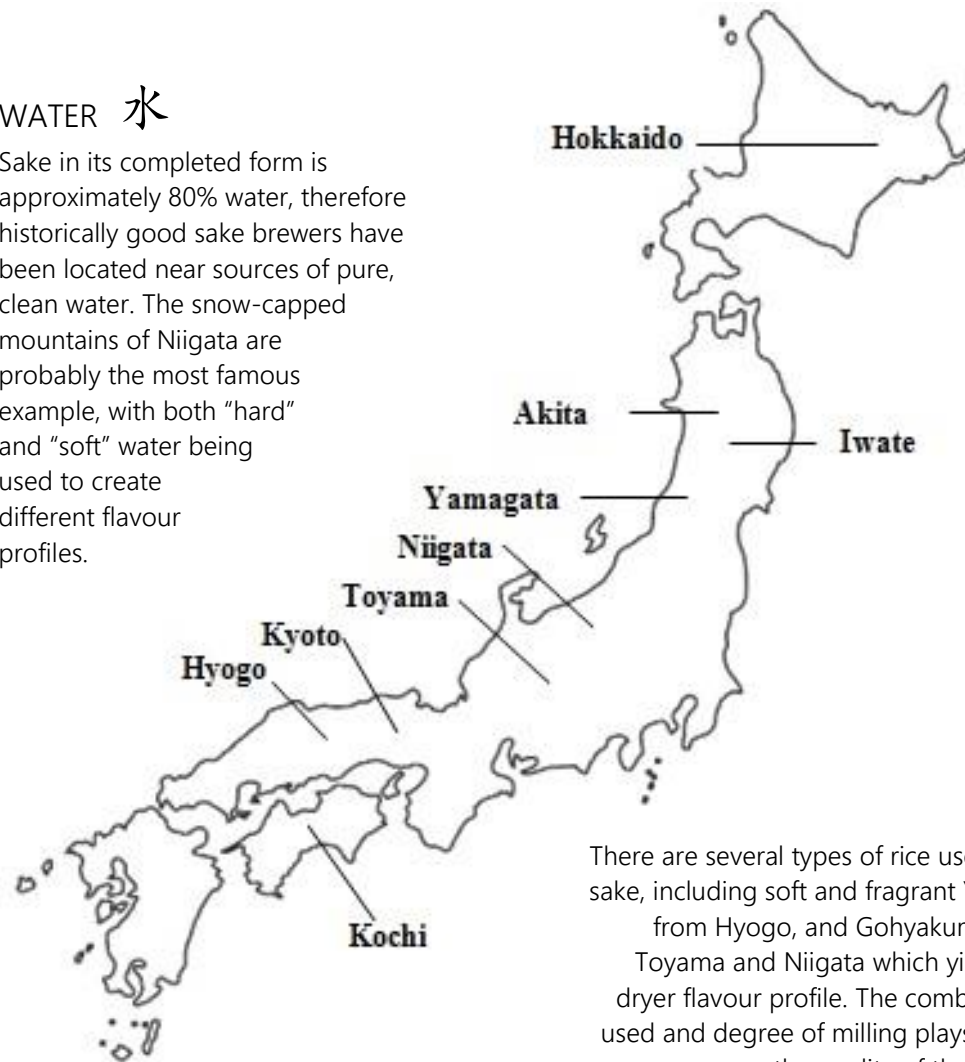 WATER 水
Sake in its completed form is
approximately 80% water, therefore
historically good sake brewers have
been located near sources of pure,
clean water. The snow-capped
mountains of Niigata are
probably the most famous
example, with both “hard”
and “soft” water being
used to create
different flavour
profiles.
Hokkaido
Akita
Iwate
Yamagata
Niigata
Toyama
Kyoto
Hyogo
Kochi
There are several types of rice
sake, including soft and fragrant
from Hyogo, and
Toyama and Niigata which
dryer flavour profile. The
used and degree of milling plays